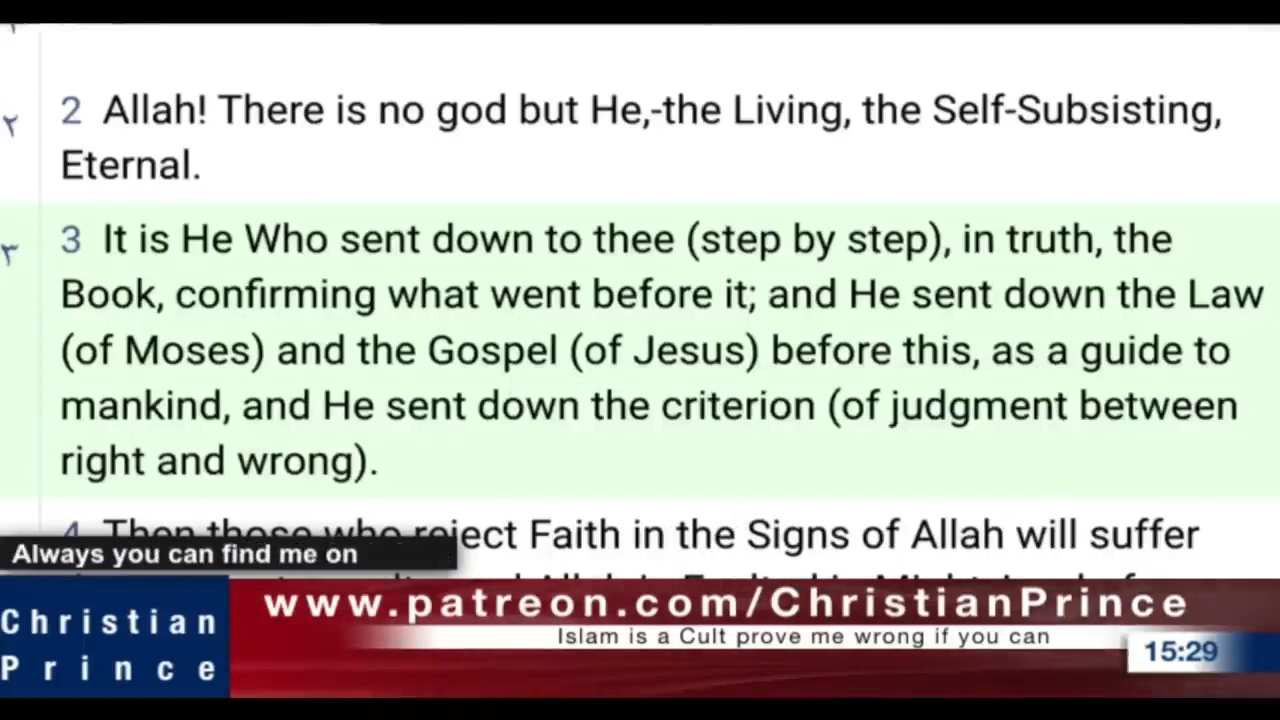 2 Allah! There is no god but He,-the Living, the Self-Subsisting,
Eternal.
٢
3 It is He Who sent down to thee (step by step), in truth, the
٣
Book, confirming what went before it; and He sent down the Law
(of Moses) and the Gospel (of Jesus) before this, as a guide to
mankind, and He sent down the criterion (of judgment between
right and wrong).
4 Then those who reject Faith in the Signs of Allah will suffer
Always you can find me on
Christian
Prince
www.patreon.com/ChristianPrince
Islam is a Cult prove me wrong if you can
15:29